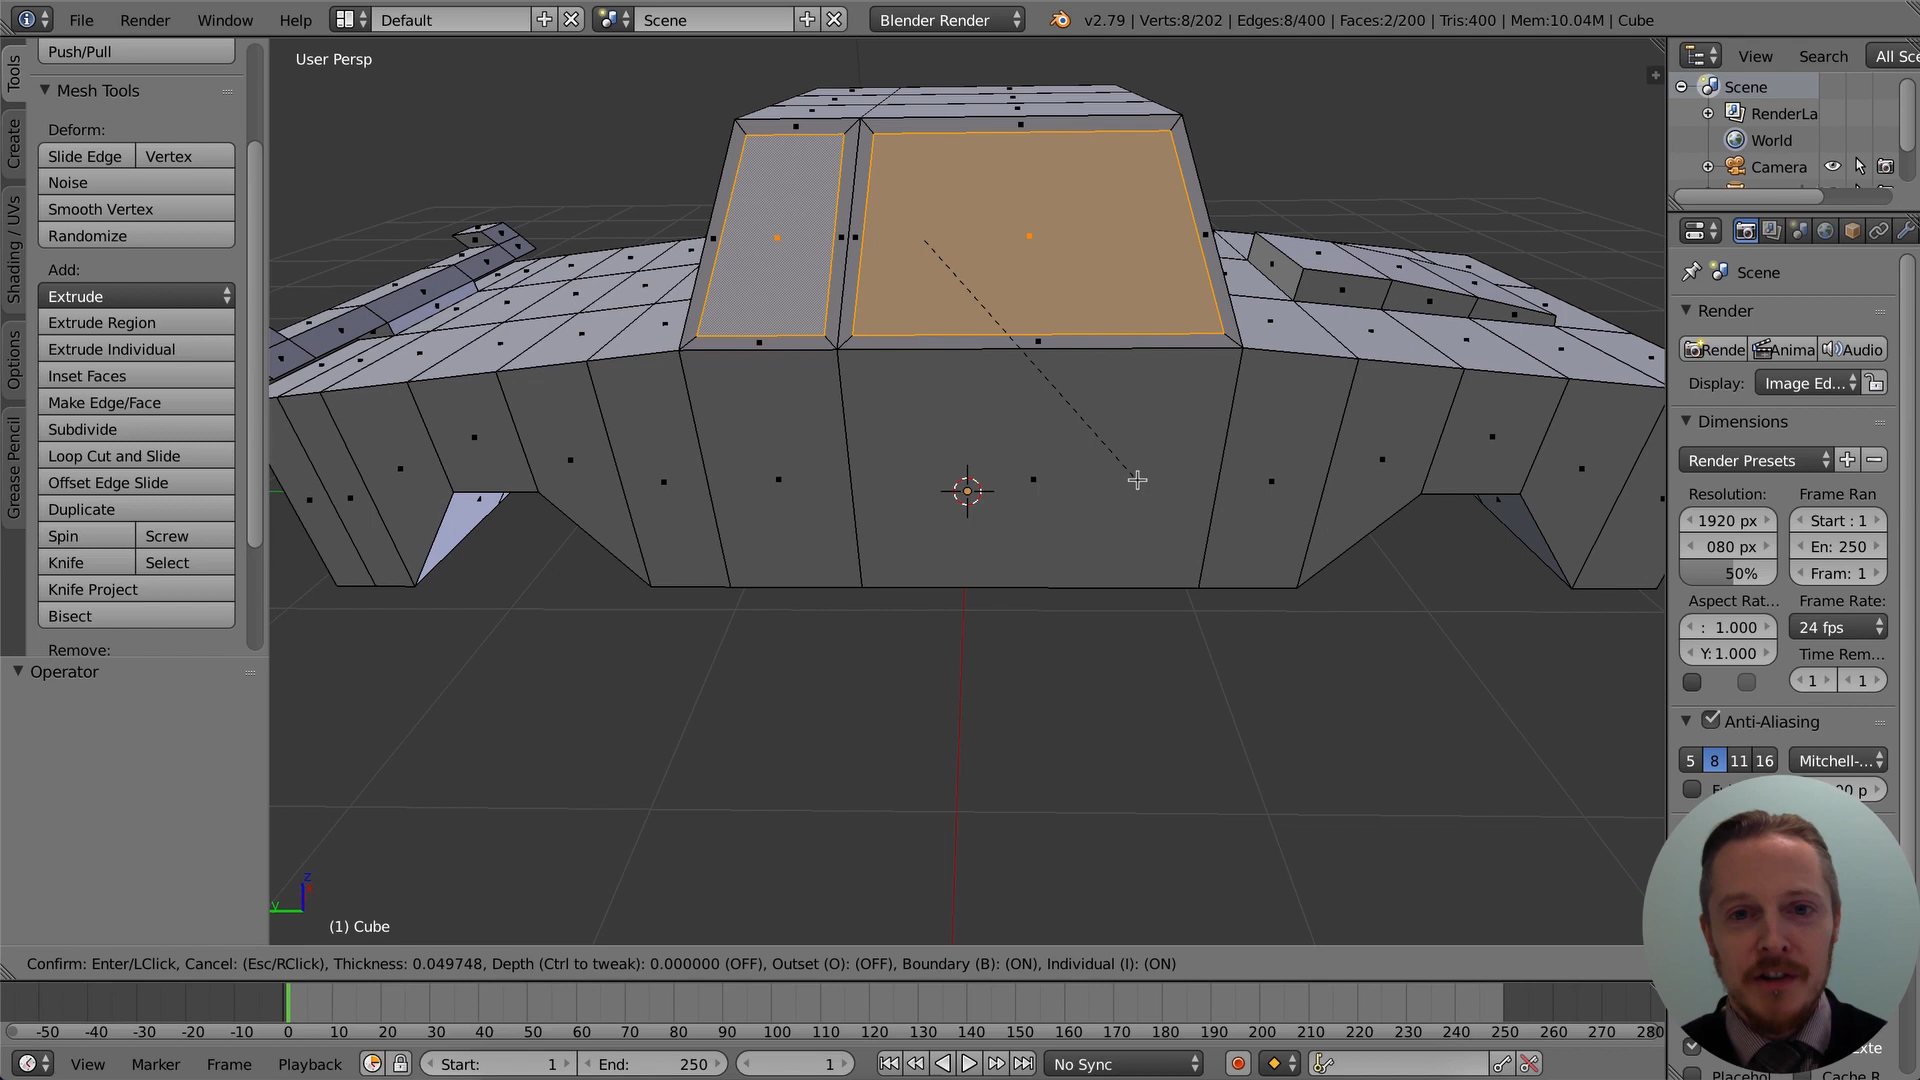 File Render Window Help Default Scene Blender Render v2.79 | Verts:8/202 | Edges:8/400 | Faces:2/200 | Tris:400 | Mem:10.04M | Cube
Push/Pull
Mesh Tools
Deform:
Slide Edge Vertex
Noise
Smooth Vertex
Randomize
Add:
Extrude
Extrude Region
Extrude Individual
Inset Faces
Make Edge/Face
Subdivide
Loop Cut and Slide
Offset Edge Slide
Duplicate
Spin Screw
Knife Select
Knife Project
Bisect
Remove:
Operator
Tools
Create
Shading / UVs
Options
Grease Pencil
User Persp
z
y
(1) Cube
View Search All Sce
Scene
RenderLa
World
Camera
Scene
Render
Rende Anima Audio
Display: Image Ed...
Dimensions
Render Presets
Resolution: Frame Ran
1920 px Start : 1
080 px En: 250
50% Fram: 1
Aspect Rat... Frame Rate:
: 1.000 24 fps
Y: 1.000 Time Rem...
1 1
Anti-Aliasing
5 8 11 16 Mitchell-...
Confirm: Enter/LClick, Cancel: (Esc/RClick), Thickness: 0.049748, Depth (Ctrl to tweak): 0.000000 (OFF), Outset (O): (OFF), Boundary (B): (ON), Individual (I): (ON)
-50 -40 -30 -20 -10 0 10 20 30 40 50 60 70 80 90 100 110 120 130 140 150 160 170 180 190 200 210 220 230 240 250 260 270 280
View Marker Frame Playback Start: 1 End: 250 1 No Sync